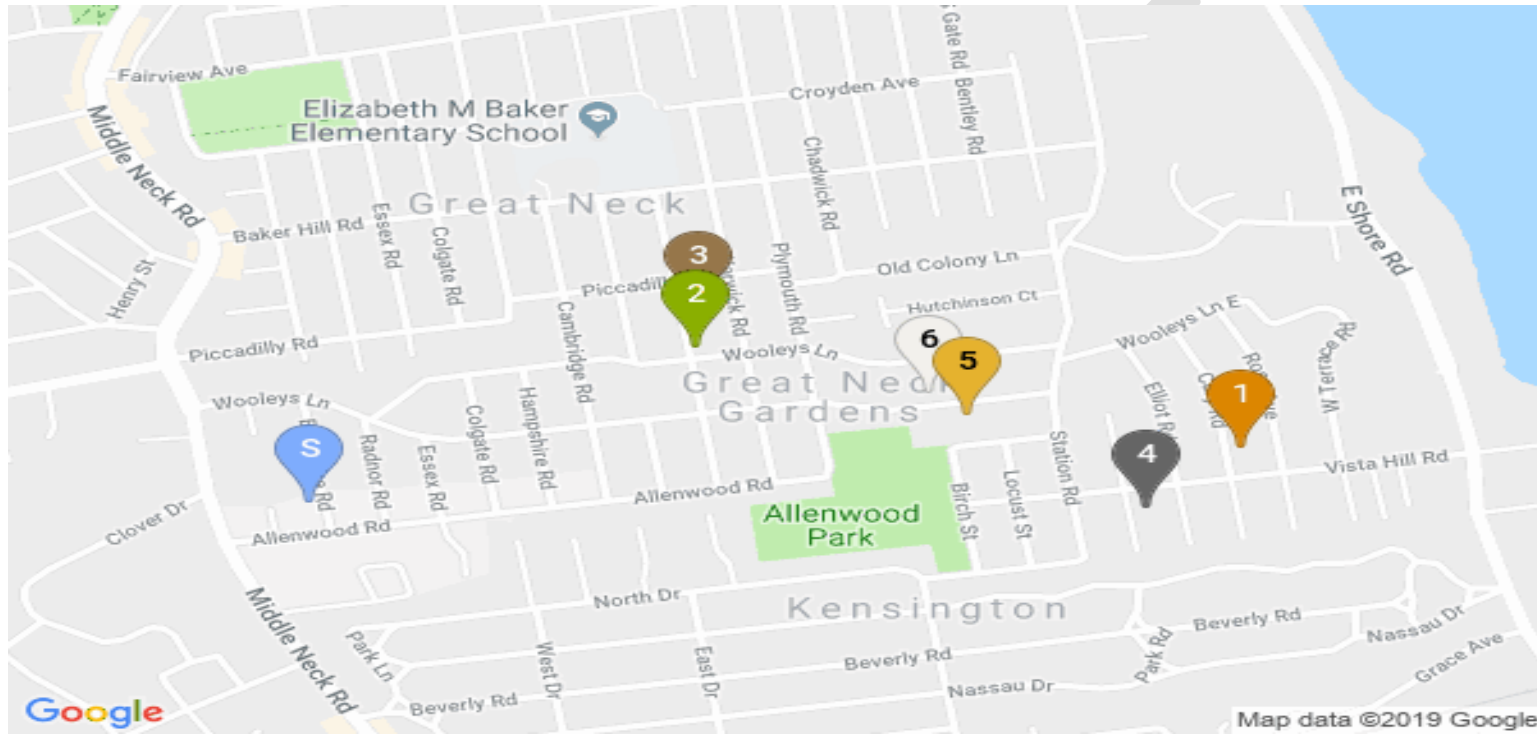 Fairview Ave
Middle Neck Rd
Elizabeth M Baker
Elementary School
Croyden Ave
Gate Rd
Bentley Rd
Chadwick Rd
E Shore Rd
Great Neck
Baker Hill Rd
Essex Rd
Colgate Rd
Henry St
3
2
Plymouth Rd
Old Colony Ln
Hutchinson Ct
Cambridge Rd
Piccadilly Rd
Wooleys Ln
Wooleys Ln E
6
5
1
Great Neck
Gardens
Wooleys Ln
Hampshire Rd
Colgate Rd
Radnor Rd
Essex Rd
S
4
Station Rd
Vista Hill Rd
Allenwood Rd
Birch St
Locust St
Allenwood
Park
Clover Dr
Allenwood Rd
North Dr
Kensington
Middle Neck Rd
Park Ln
West Dr
East Dr
Beverly Rd
Beverly Rd
Beverly Rd
Park Rd
Nassau Dr
Nassau Dr
Grace Ave
Google
Map data ©2019 Google